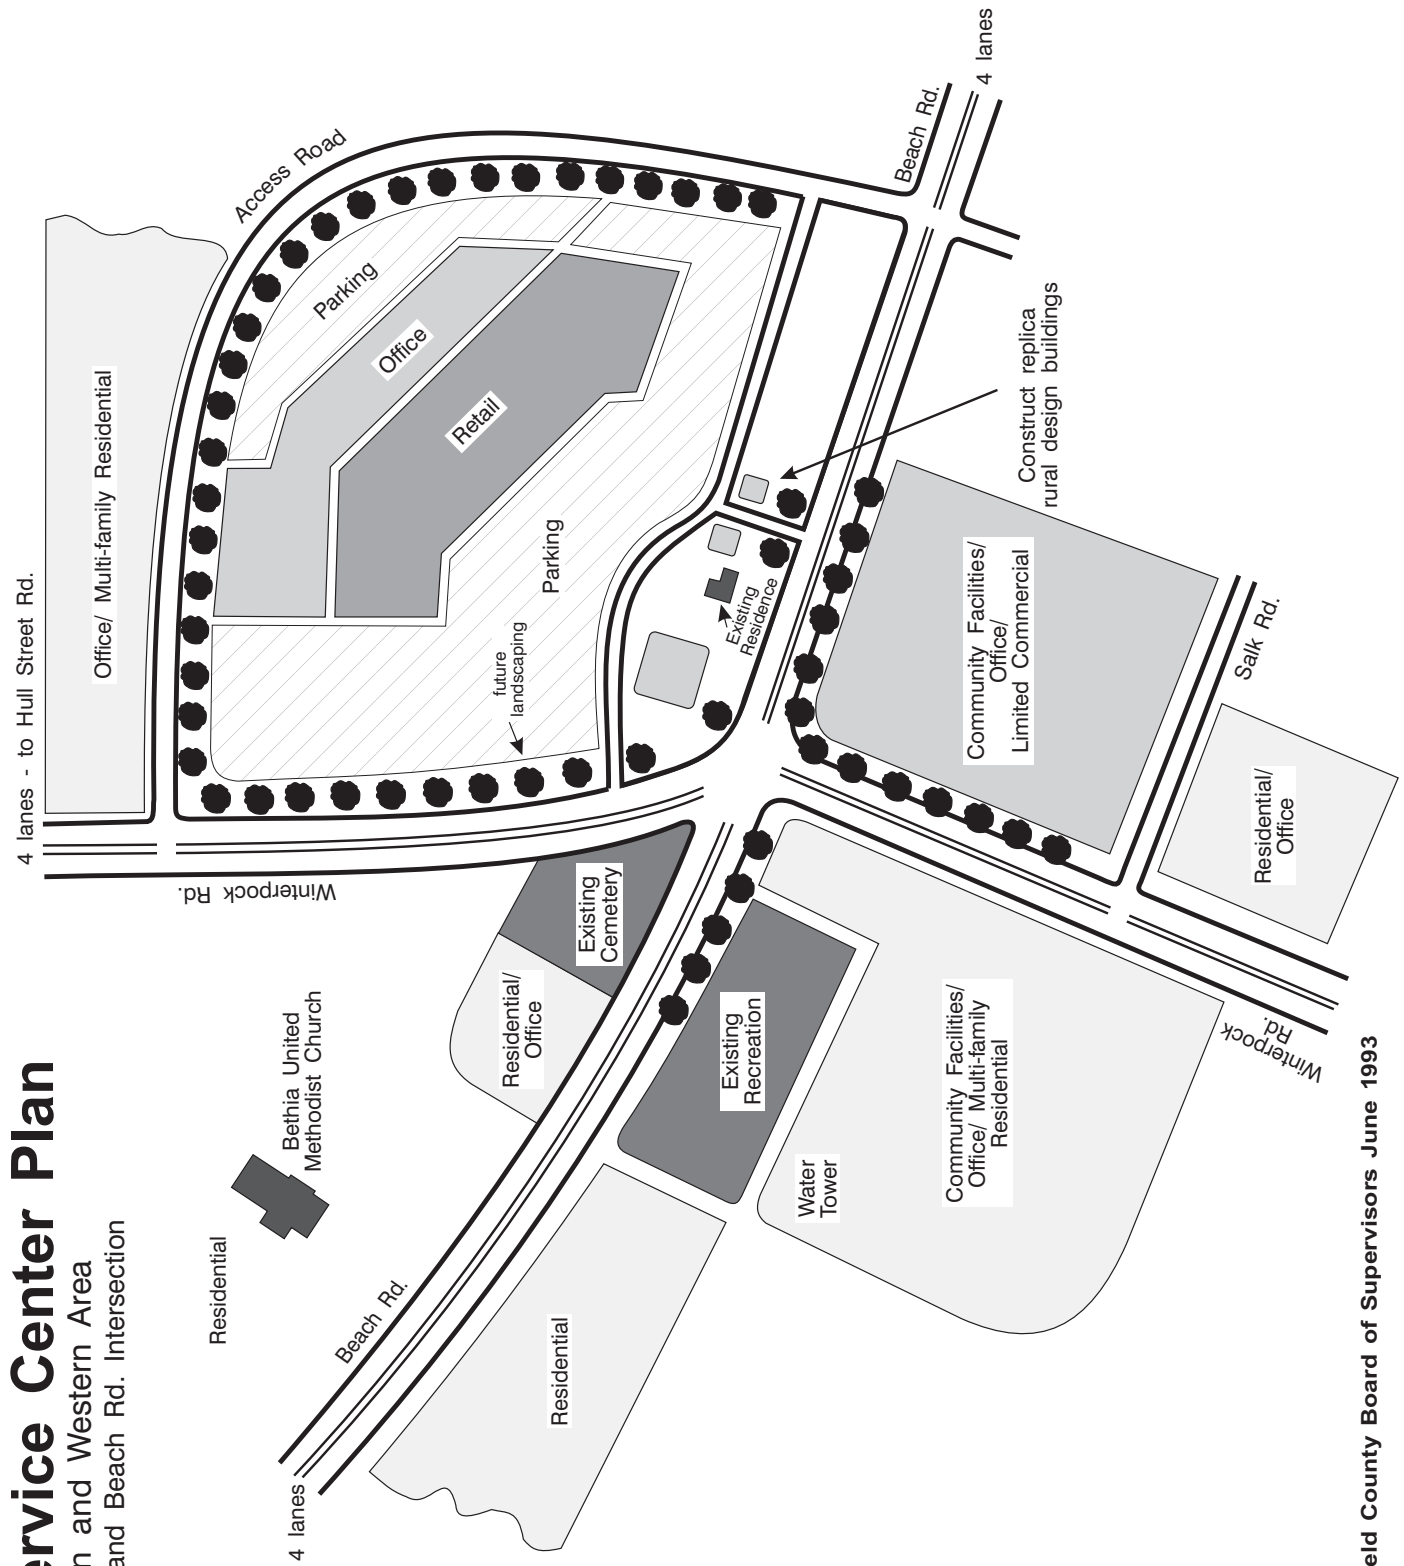 ervice Center Plan
n and Western Area
and Beach Rd. Intersection
4 lanes - to Hull Street Rd.
Office/ Multi-family Residential
Access Road
Parking
Office
Retail
Parking
future
landscaping
Winterpock Rd.
Existing
Cemetery
Residential/
Office
Bethia United
Methodist Church
Residential
Beach Rd.
4 lanes
Residential
Existing
Recreation
Water
Tower
Community Facilities/
Office/ Multi-family
Residential
Existing
Residence
Construct replica
rural design buildings
Beach Rd.
4 lanes
Community Facilities/
Office/
Limited Commercial
Salk Rd.
Residential/
Office
Winterpock
Rd.
eld County Board of Supervisors June 1993